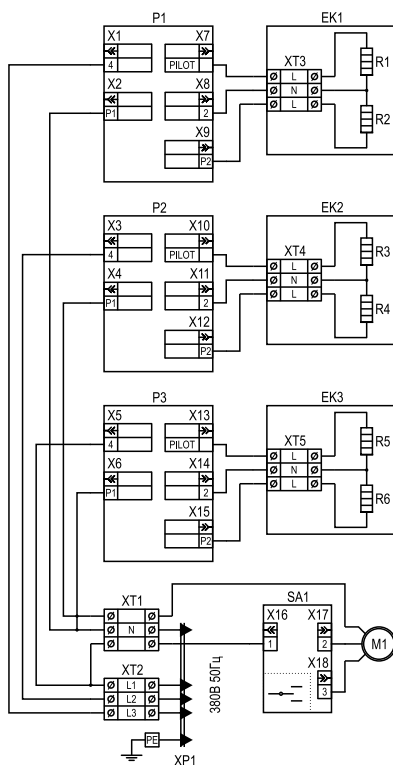 P1
EK1
X1
X7
4
PILOT
X2
X8
P1
2
X9
P2
XT3
L
N
L
R1
R2
P2
EK2
X3
X10
4
PILOT
X4
X11
P1
2
X12
P2
XT4
L
N
L
R3
R4
P3
EK3
X5
X13
4
PILOT
X6
X14
P1
2
X15
P2
XT5
L
N
L
R5
R6
XT1
N
XT2
L1
L2
L3
PE
XP1
380В 50Гц
SA1
X16
X17
1
2
X18
3
M1